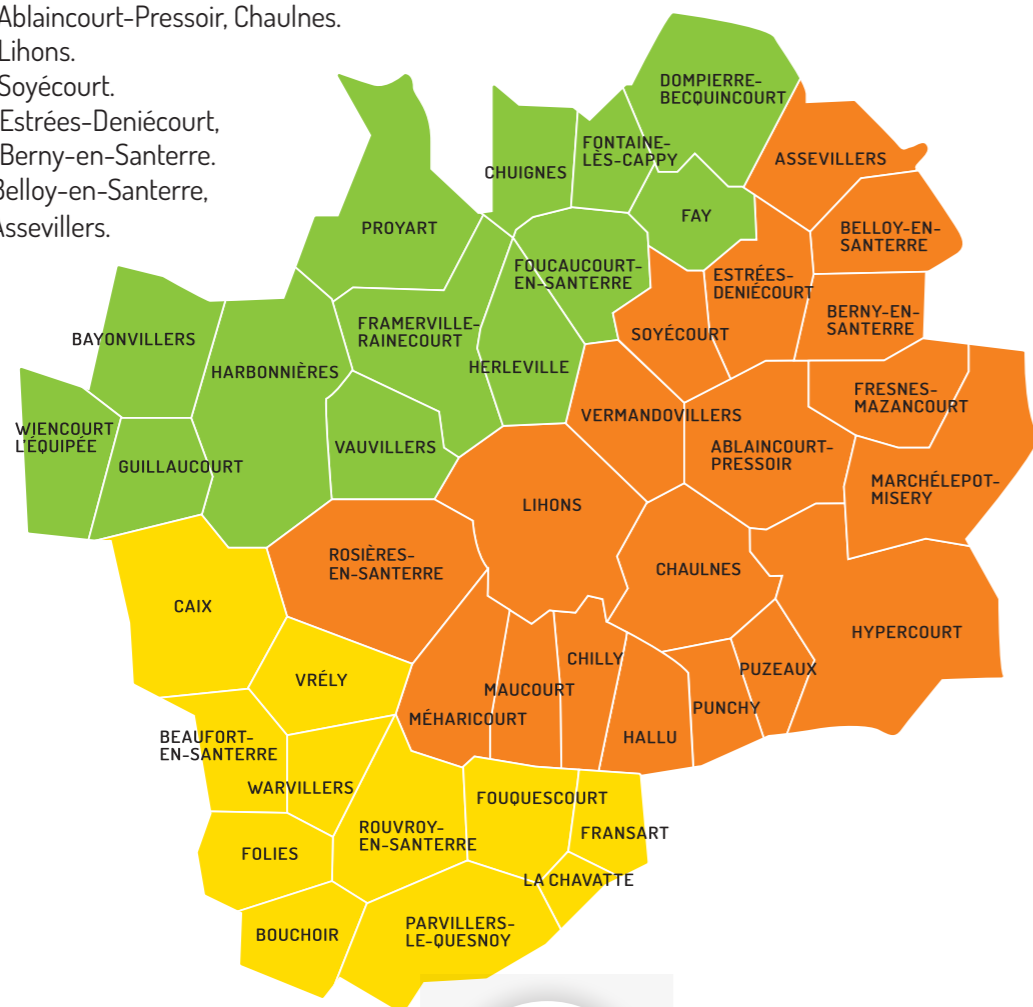 Ablaincourt-Pressoir, Chaulnes.
Lihons.
Soyécourt.
Estrées-Deniécourt,
Berny-en-Santerre.
Belloy-en-Santerre,
Assevillers.
DOMPIERRE-
BECQUINCOURT
FONTAINE-
LÈS-CAPPY
ASSEVILLERS
CHUIGNES
FAY
PROYART
BELLOY-EN-
SANTERRE
FOUCAUCOURT-
EN-SANTERRE
ESTRÉES-
DENIÉCOURT
BERNY-EN-
SANTERRE
FRAMERVILLE-
RAINECOURT
SOYÉCOURT
BAYONVILLERS
HARBONNIÈRES
HERLEVILLE
FRESNES-
MAZANCOURT
VERMANDOVILLERS
WIENCOURT
L'ÉQUIPÉE
VAUVILLERS
ABLAINCOURT-
PRESSOIR
GUILLAUCOURT
MARCHÉLEPOT-
MISERY
LIHONS
ROSIÈRES-
EN-SANTERRE
CHAULNES
CAIX
HYPERCOURT
CHILLY
PUZEAUX
VRÉLY
MAUCOURT
PUNCHY
MÉHARICOURT
HALLU
BEAUFORT-
EN-SANTERRE
WARVILLERS
FOUQUESCOURT
ROUVROY-
EN-SANTERRE
FRANSART
FOLIES
LA CHAVATTE
BOUCHOIR
PARVILLERS-
LE-QUESNOY